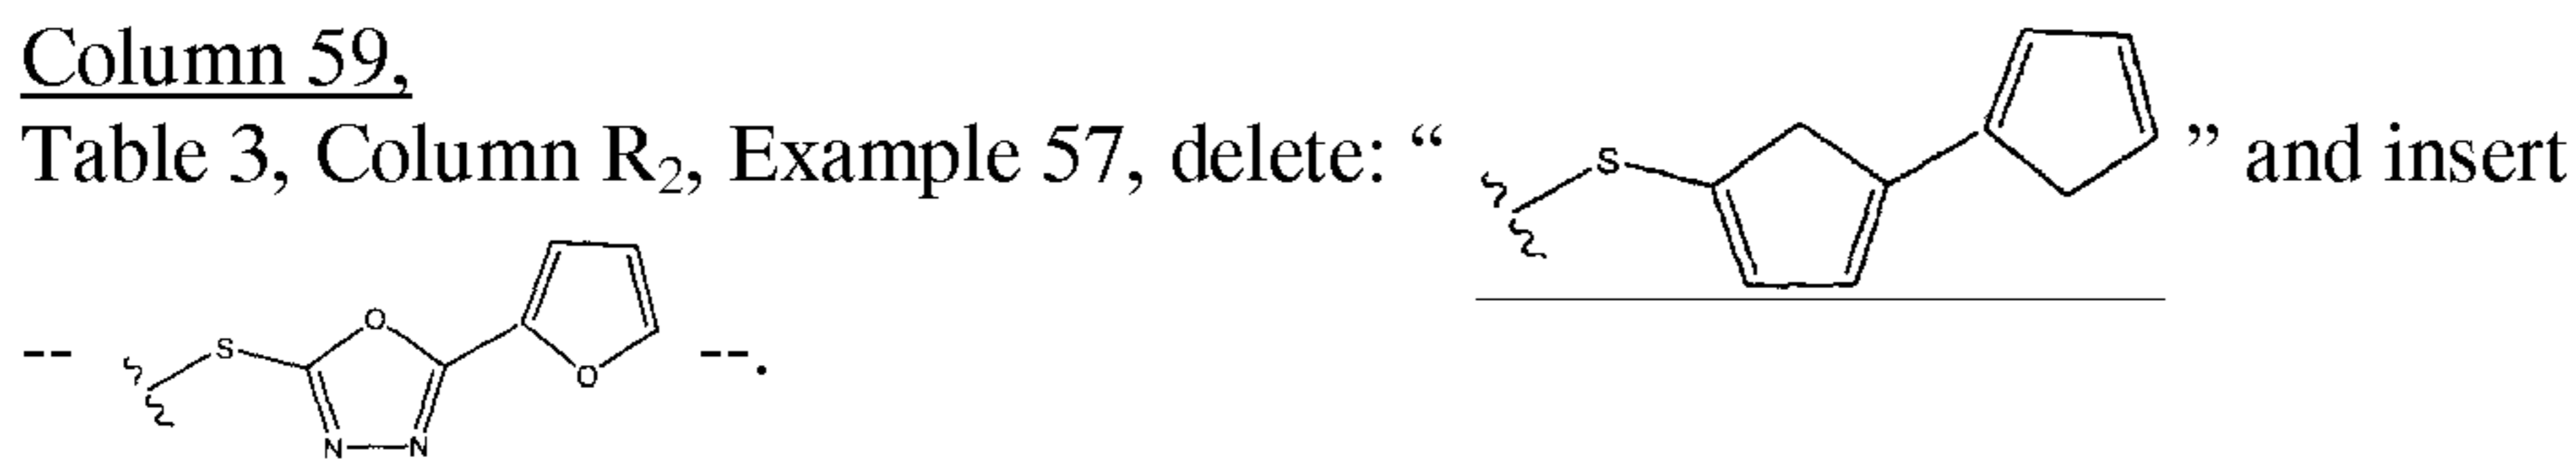 Column 59,
Table 3, Column R₂, Example 57, delete: “ S ” and insert
-- S O N N O --.